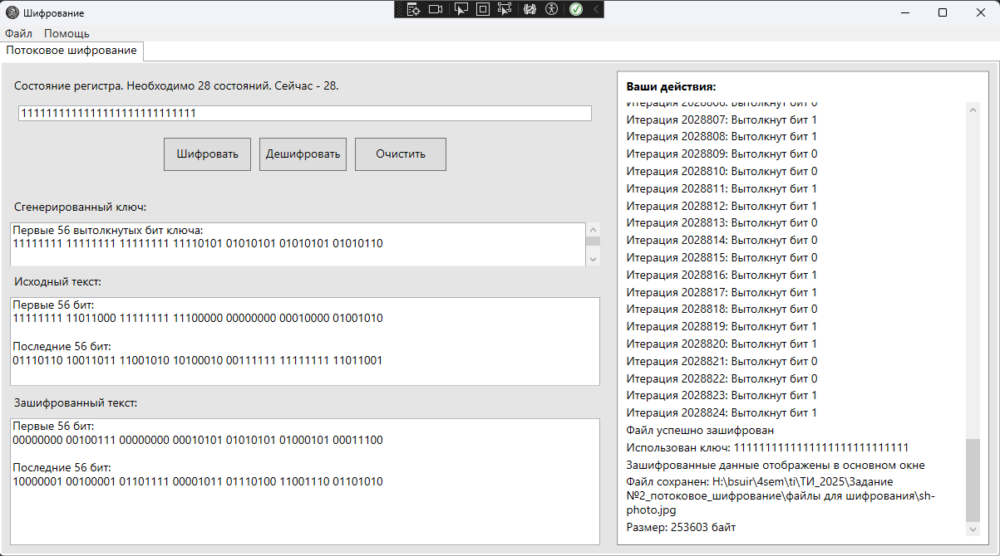 Шифрование
Файл Помощь
Потоковое шифрование
Состояние регистра. Необходимо 28 состояний. Сейчас - 28.
1111111111111111111111111111
Шифровать
Дешифровать
Очистить
Сгенерированный ключ:
Первые 56 вытолкнутых бит ключа:
11111111 11111111 11111111 11110101 01010101 01010101 01010110
Исходный текст:
Первые 56 бит:
11111111 11011000 11111111 11100000 00000000 00010000 01001010
Последние 56 бит:
01110110 10011011 11001010 10100010 00111111 11111111 11011001
Зашифрованный текст:
Первые 56 бит:
00000000 00100111 00000000 00010101 01010101 01000101 00011100
Последние 56 бит:
10000001 00100001 01101111 00001011 01110100 11001110 01101010
Ваши действия:
Итерация 2028806: Вытолкнут бит 0
Итерация 2028807: Вытолкнут бит 1
Итерация 2028808: Вытолкнут бит 1
Итерация 2028809: Вытолкнут бит 0
Итерация 2028810: Вытолкнут бит 0
Итерация 2028811: Вытолкнут бит 1
Итерация 2028812: Вытолкнут бит 1
Итерация 2028813: Вытолкнут бит 0
Итерация 2028814: Вытолкнут бит 0
Итерация 2028815: Вытолкнут бит 0
Итерация 2028816: Вытолкнут бит 1
Итерация 2028817: Вытолкнут бит 1
Итерация 2028818: Вытолкнут бит 0
Итерация 2028819: Вытолкнут бит 1
Итерация 2028820: Вытолкнут бит 1
Итерация 2028821: Вытолкнут бит 0
Итерация 2028822: Вытолкнут бит 0
Итерация 2028823: Вытолкнут бит 1
Итерация 2028824: Вытолкнут бит 1
Файл успешно зашифрован
Использован ключ: 1111111111111111111111111111
Зашифрованные данные отображены в основном окне
Файл сохранен: H:\bsuir\4sem\ti\ТИ_2025\Задание
№2_потоковое_шифрование\файлы для шифрования\sh-
photo.jpg
Размер: 253603 байт